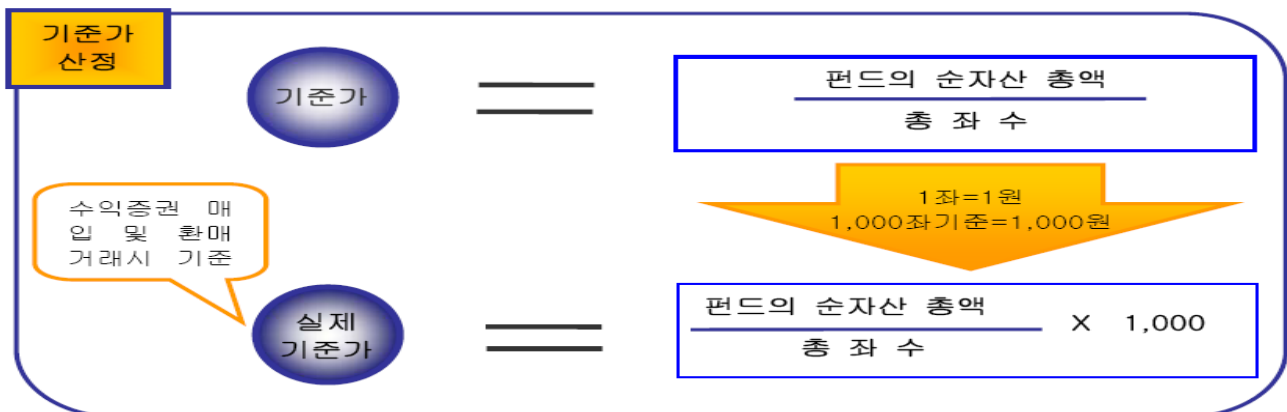 기준가
산정
기준가
펀드의 순자산 총액
총 좌 수
1좌=1원
1,000좌기준=1,000원
수익증권 매
입 및 환매
거래시 기준
실제
기준가
펀드의 순자산 총액
총 좌 수
X 1,000